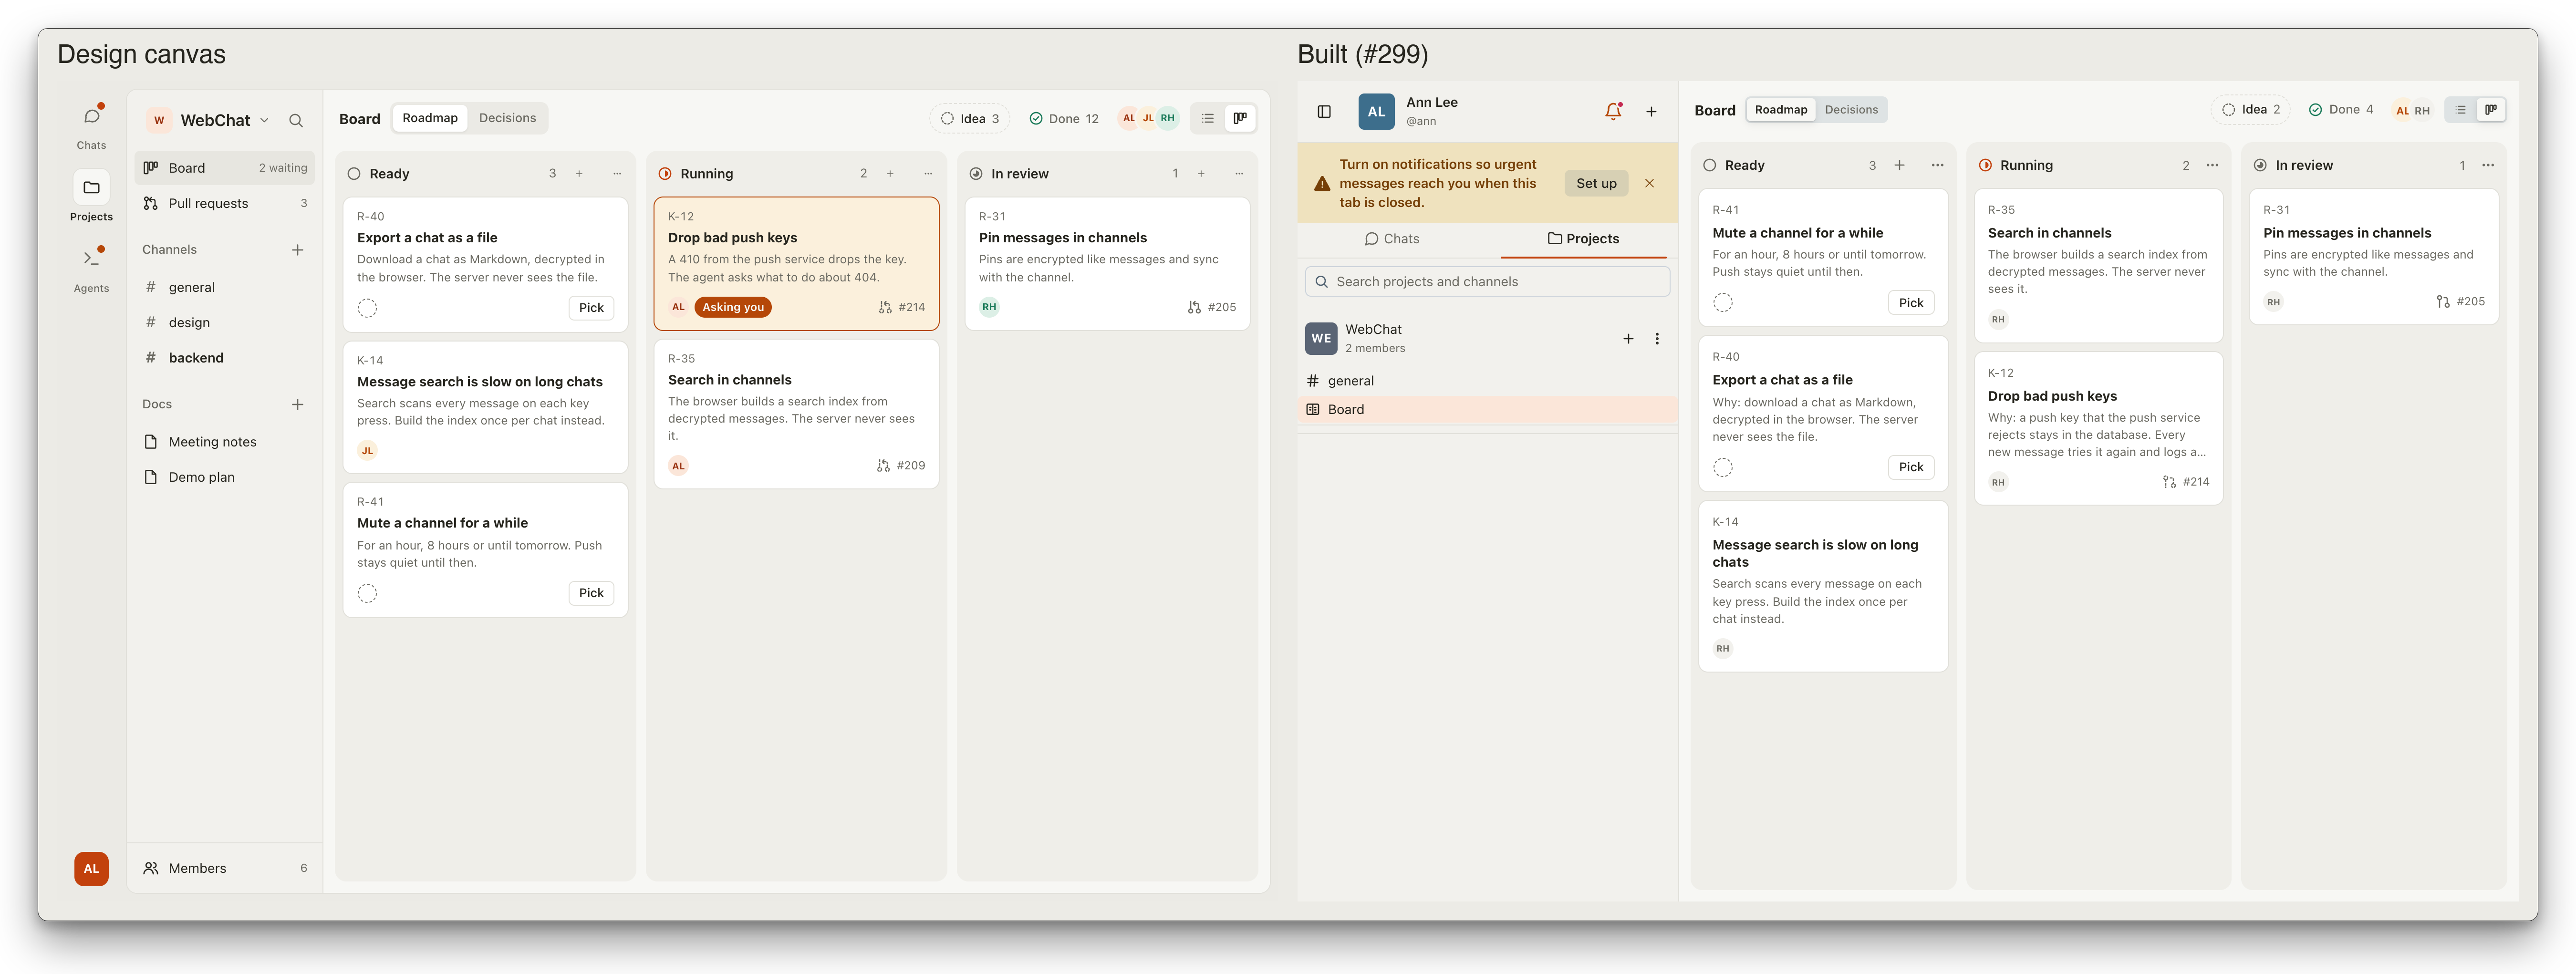 Design canvas
Chats
Projects
Agents
AL
W WebChat
Board 2 waiting
Pull requests 3
Channels
# general
# design
# backend
Docs
Meeting notes
Demo plan
Members 6
Board Roadmap Decisions
Idea 3 Done 12 AL JL RH
Ready 3 + ...
R-40
Export a chat as a file
Download a chat as Markdown, decrypted in
the browser. The server never sees the file.
Pick
K-14
Message search is slow on long chats
Search scans every message on each key
press. Build the index once per chat instead.
JL
R-41
Mute a channel for a while
For an hour, 8 hours or until tomorrow. Push
stays quiet until then.
Pick
Running 2 + ...
K-12
Drop bad push keys
A 410 from the push service drops the key.
The agent asks what to do about 404.
AL Asking you #214
R-35
Search in channels
The browser builds a search index from
decrypted messages. The server never sees
it.
AL #209
In review 1 + ...
R-31
Pin messages in channels
Pins are encrypted like messages and sync
with the channel.
RH #205
Built (#299)
AL Ann Lee
@ann
Turn on notifications so urgent
messages reach you when this
tab is closed.
Set up
Chats Projects
Search projects and channels
WE WebChat
2 members
# general
Board
Board Roadmap Decisions
Idea 2 Done 4 AL RH
Ready 3 + ...
R-41
Mute a channel for a while
For an hour, 8 hours or until tomorrow.
Push stays quiet until then.
Pick
R-40
Export a chat as a file
Why: download a chat as Markdown,
decrypted in the browser. The server
never sees the file.
Pick
K-14
Message search is slow on long
chats
Search scans every message on each
key press. Build the index once per
chat instead.
RH
Running 2 ...
R-35
Search in channels
The browser builds a search index from
decrypted messages. The server never
sees it.
RH
K-12
Drop bad push keys
Why: a push key that the push service
rejects stays in the database. Every
new message tries it again and logs a...
RH #214
In review 1 ...
R-31
Pin messages in channels
Pins are encrypted like messages and
sync with the channel.
RH #205